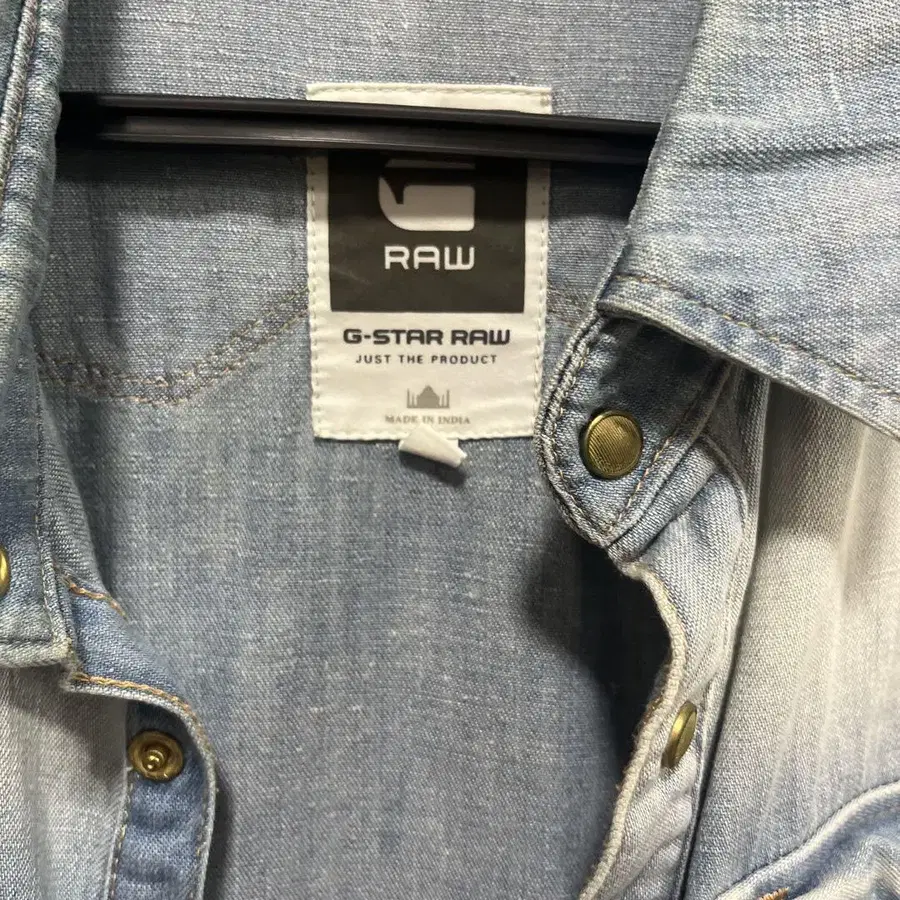 RAW
G-STAR RAW
JUST THE PRODUCT
MADE IN INDIA